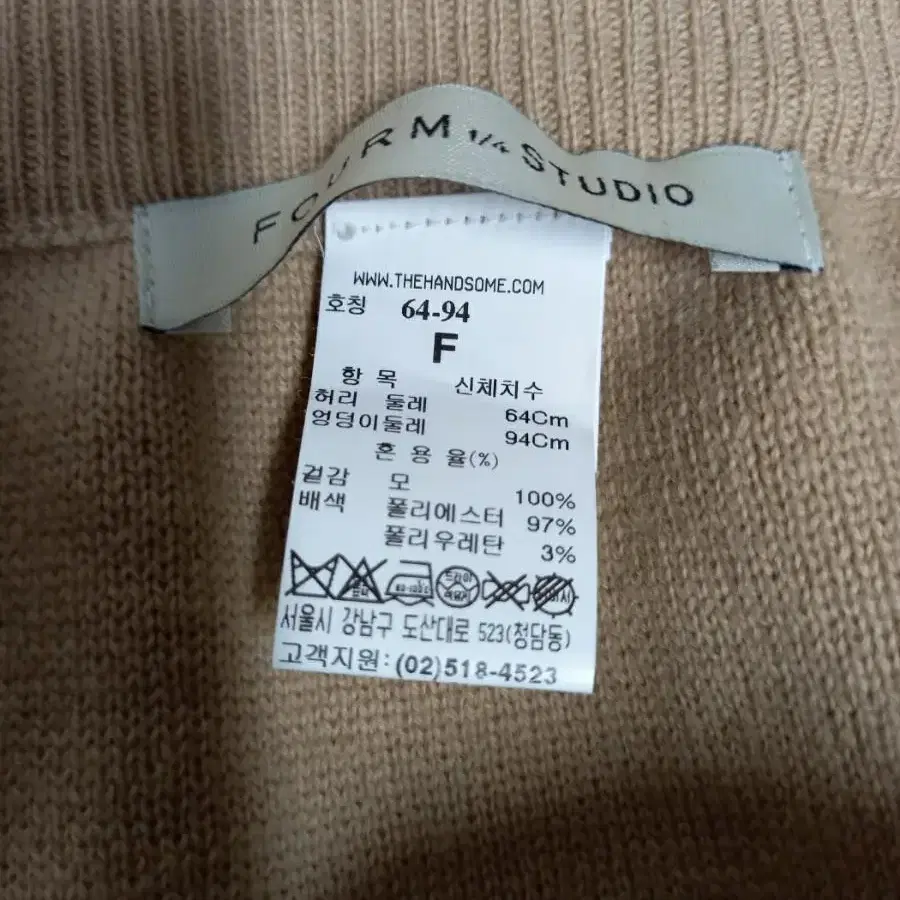 FOURM 1/4 STUDIO
WWW.THEHANDSOME.COM
호칭 64-94
F
항 목 신체치수
허리 둘레 64Cm
엉덩이둘레 94Cm
혼 용 율(%)
겉감 모 100%
배색 폴리에스터 97%
폴리우레탄 3%
드라이
서울시 강남구 도산대로 523(청담동)
고객지원:(02)518-4523